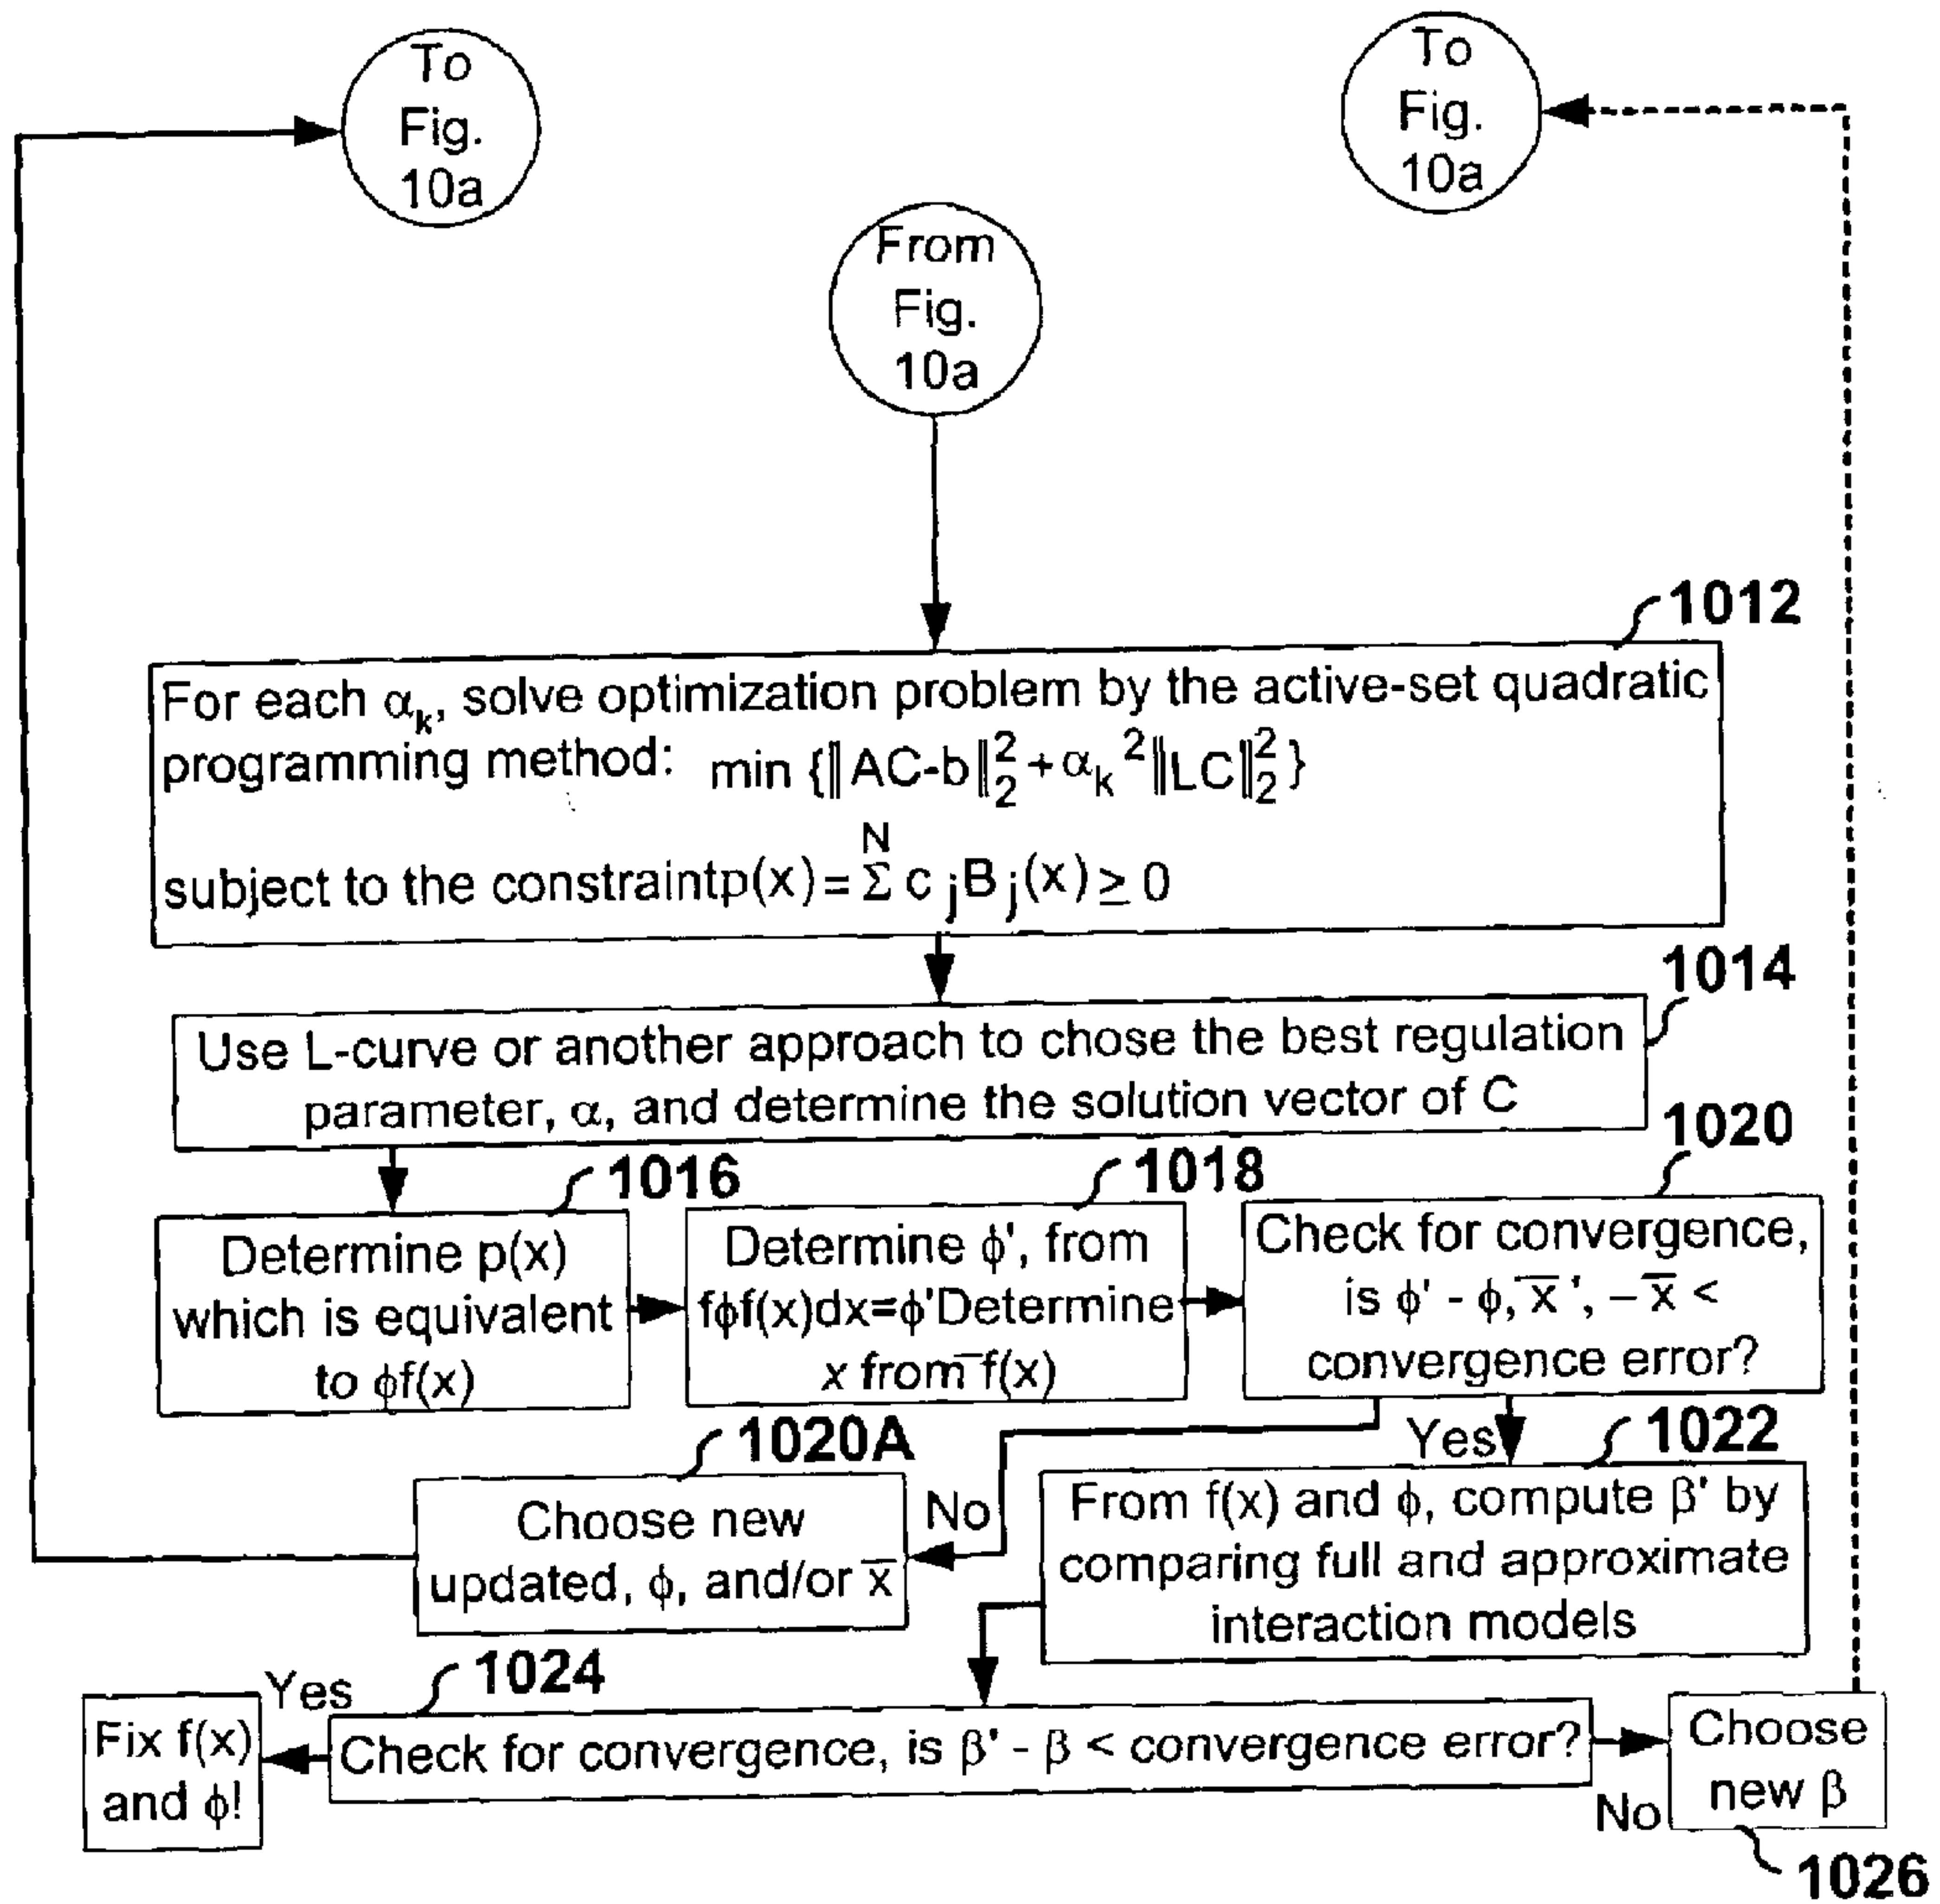 To
Fig.
10a
To
Fig.
10a
From
Fig.
10a
1012
For each αₖ, solve optimization problem by the active-set quadratic
programming method: min {‖AC-b‖₂² + αₖ² ‖LC‖₂²}
N
subject to the constraintp(x) = Σ c j B j(x) ≥ 0
1014
Use L-curve or another approach to chose the best regulation
parameter, α, and determine the solution vector of C
1016
Determine p(x)
which is equivalent
to ϕf(x)
1018
Determine ϕ', from
fϕf(x)dx=ϕ'Determine
x from ‾f(x)
1020
Check for convergence,
is ϕ' - ϕ, x̅ ', – x̅ <
convergence error?
Yes
No
1020A
Choose new
updated, ϕ, and/or x̅
1022
From f(x) and ϕ, compute β' by
comparing full and approximate
interaction models
1024
Check for convergence, is β' - β < convergence error?
Yes
Fix f(x)
and ϕ!
No
Choose
new β
1026